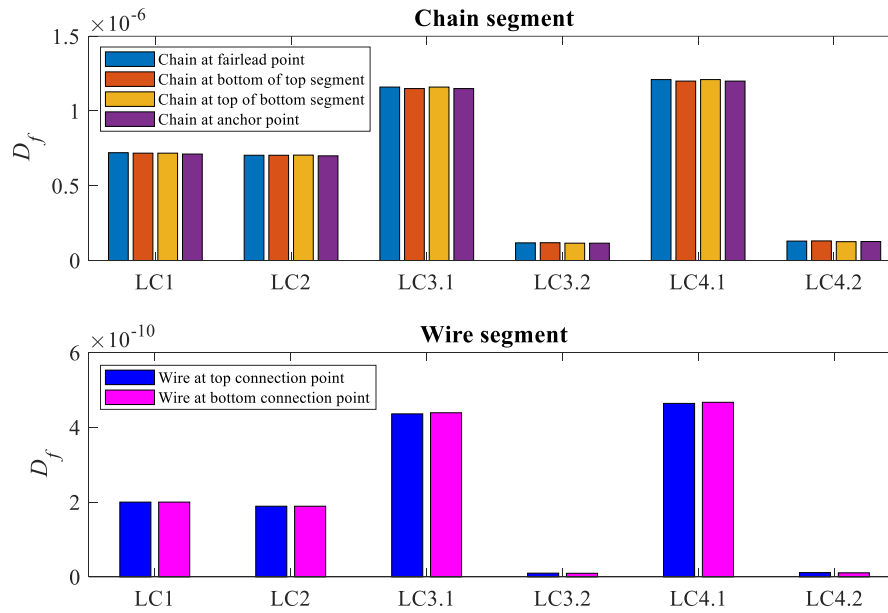 Chain segment
×10-6
1.5
1
0.5
0
Df
Chain at fairlead point
Chain at bottom of top segment
Chain at top of bottom segment
Chain at anchor point
LC1 LC2 LC3.1 LC3.2 LC4.1 LC4.2
Wire segment
×10-10
6
4
2
0
Df
Wire at top connection point
Wire at bottom connection point
LC1 LC2 LC3.1 LC3.2 LC4.1 LC4.2